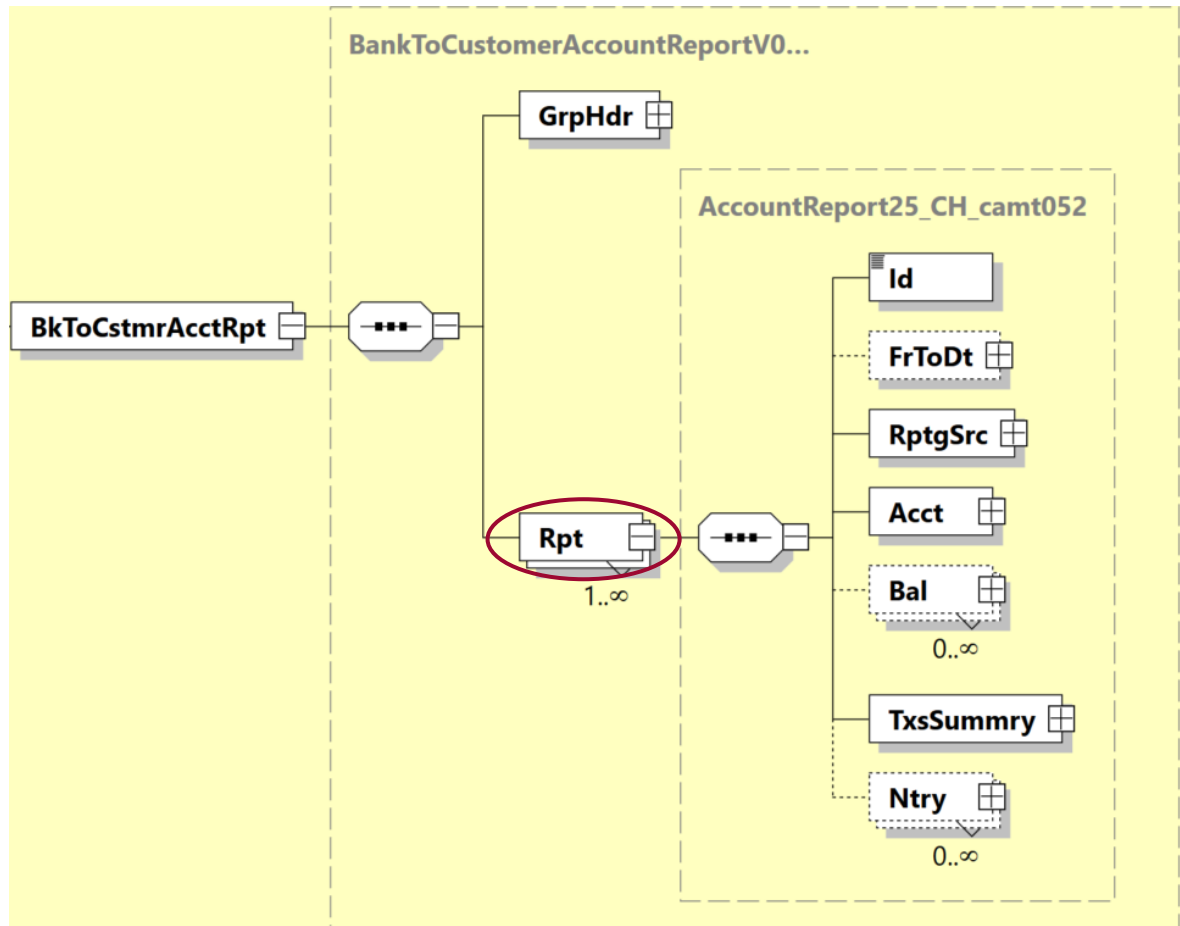 BankToCustomerAccountReportV0...
GrpHdr
AccountReport25_CH_camt052
Id
FrToDt
BkToCstmrAcctRpt
RptgSrc
Acct
Rpt
1..∞
Bal
0..∞
TxsSummry
Ntry
0..∞